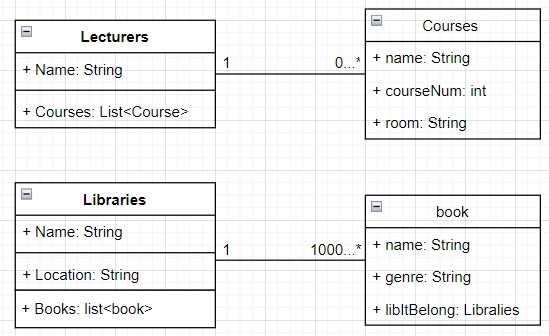 Lecturers
+ Name: String
+ Courses: List<Course>
1
0...*
Courses
+ name: String
+ courseNum: int
+ room: String
Libraries
+ Name: String
+ Location: String
+ Books: list<book>
1
1000...*
book
+ name: String
+ genre: String
+ libItBelong: Libralies